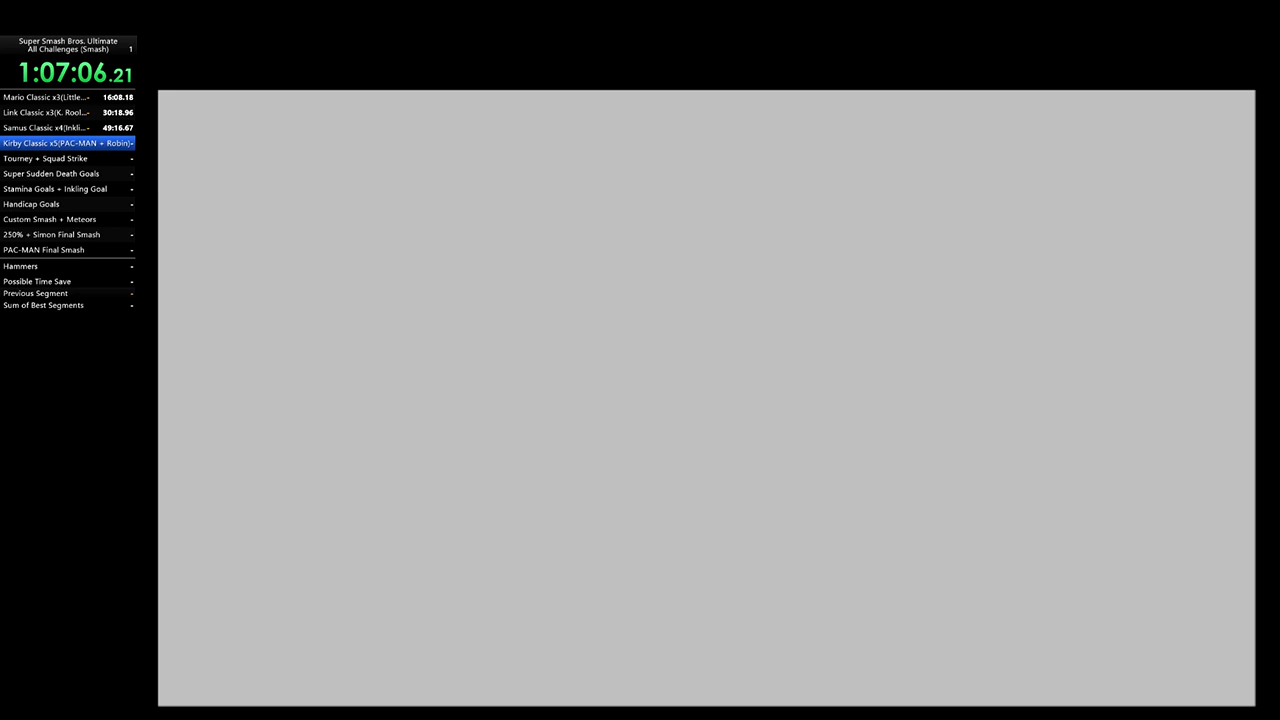 Super Smash Bros. Ultimate
All Challenges (Smash) 1
1:07:06.21
Mario Classic x3(Little...- 16:08.18
Link Classic x3(K. Rool...- 30:18.96
Samus Classic x4(Inkli...- 49:16.67
Kirby Classic x5(PAC-MAN + Robin)-
Tourney + Squad Strike -
Super Sudden Death Goals -
Stamina Goals + Inkling Goal -
Handicap Goals -
Custom Smash + Meteors -
250% + Simon Final Smash -
PAC-MAN Final Smash -
Hammers -
Possible Time Save -
Previous Segment -
Sum of Best Segments -